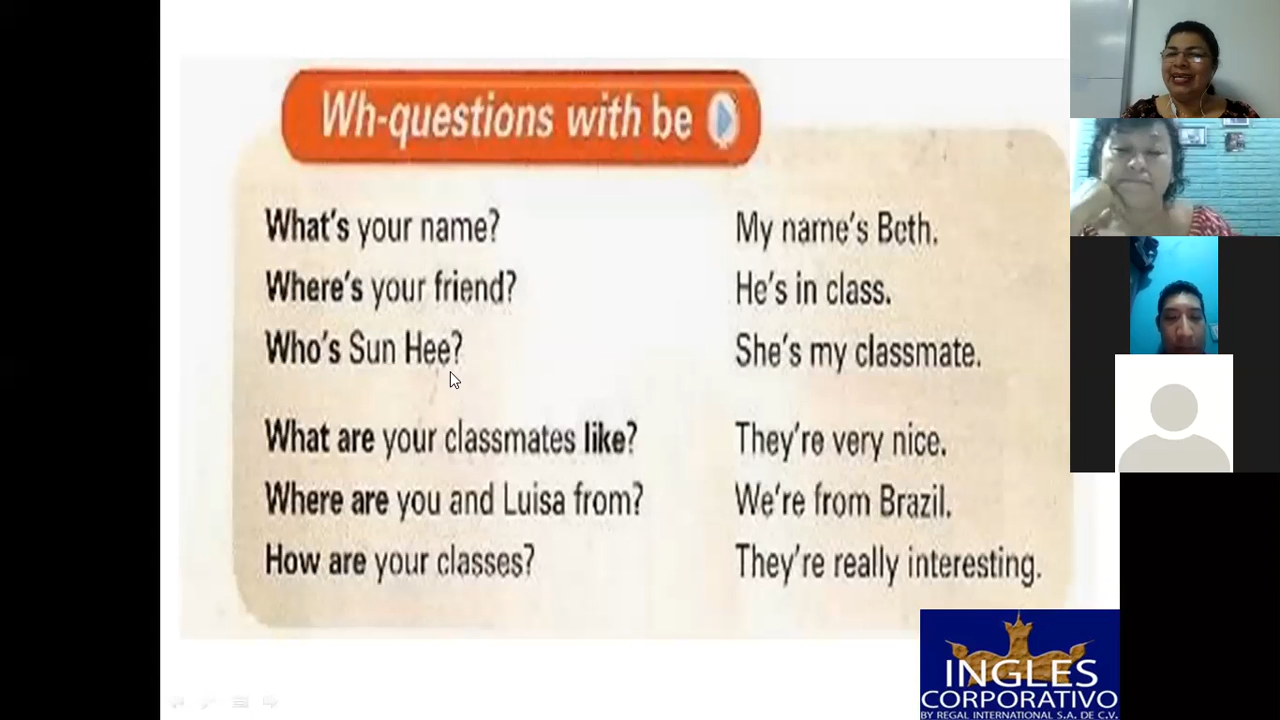 Wh-questions with be
What's your name? My name's Beth.
Where's your friend? He's in class.
Who's Sun Hee? She's my classmate.
What are your classmates like? They're very nice.
Where are you and Luisa from? We're from Brazil.
How are your classes? They're really interesting.
INGLES
CORPORATIVO
BY REGAL INTERNATIONAL S.A. DE C.V.